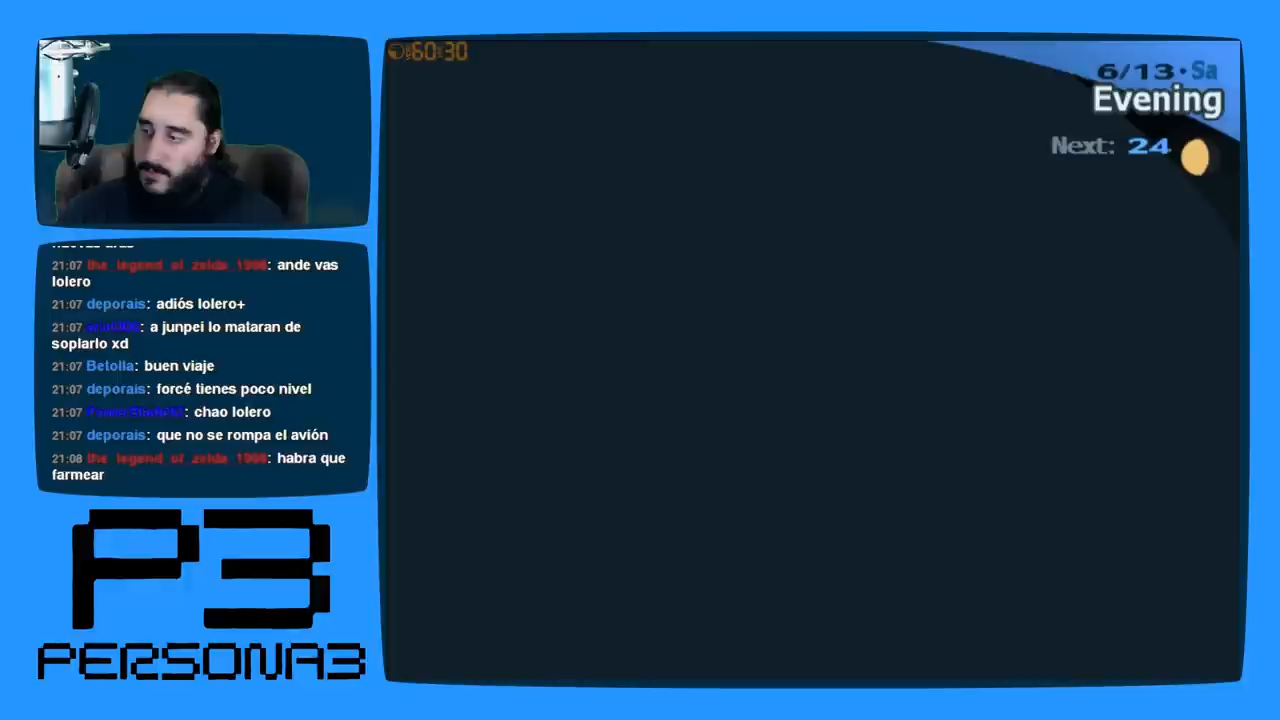 60:30
6/13・Sa
Evening
Next: 24
21:07 the_legend_of_zelda_1998: ande vas
lolero
21:07 deporais: adiós lolero+
21:07 : a junpei lo mataran de
soplarlo xd
21:07 Betolla: buen viaje
21:07 deporais: forcé tienes poco nivel
21:07 : chao lolero
21:07 deporais: que no se rompa el avión
21:08 the_legend_of_zelda_1998: habra que
farmear
P3
PERSONA3